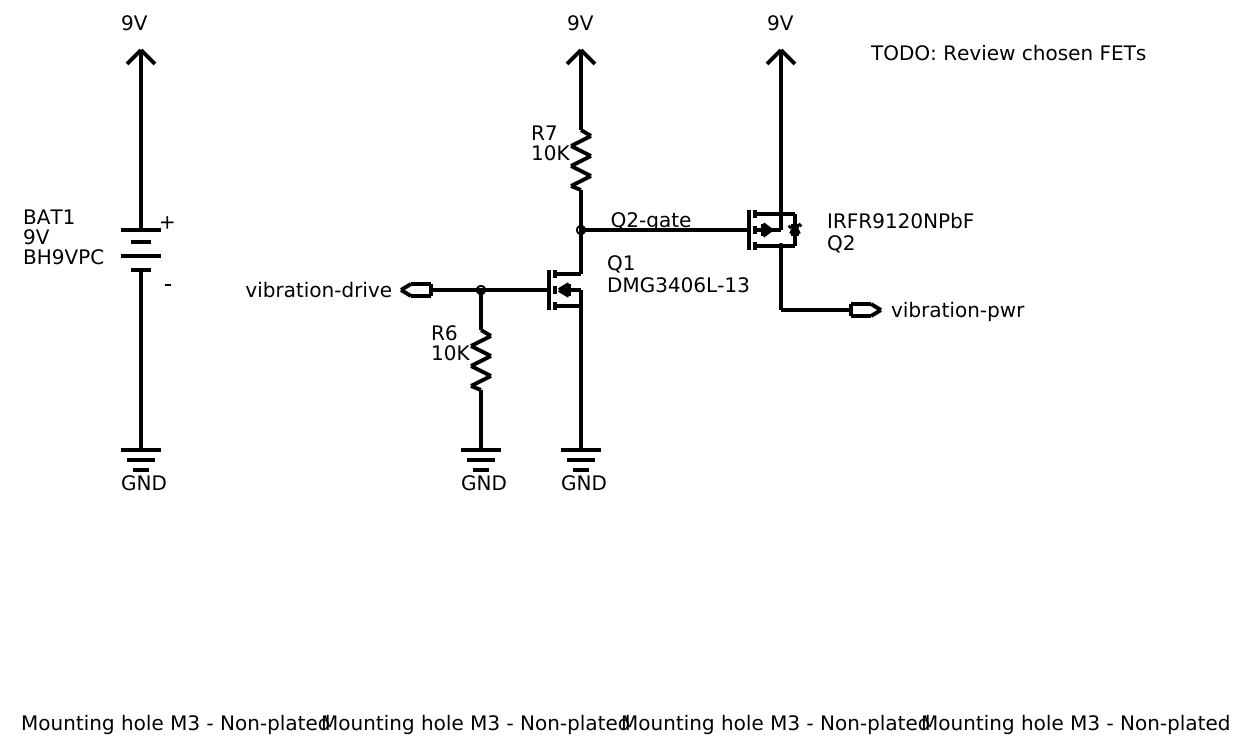 9V
9V
9V
TODO: Review chosen FETs
R7
10K
BAT1
9V
BH9VPC
+
-
Q2-gate
IRFR9120NPbF
Q2
Q1
DMG3406L-13
vibration-drive
vibration-pwr
R6
10K
GND
GND
GND
Mounting hole M3 - Non-plated
Mounting hole M3 - Non-plated
Mounting hole M3 - Non-plated
Mounting hole M3 - Non-plated